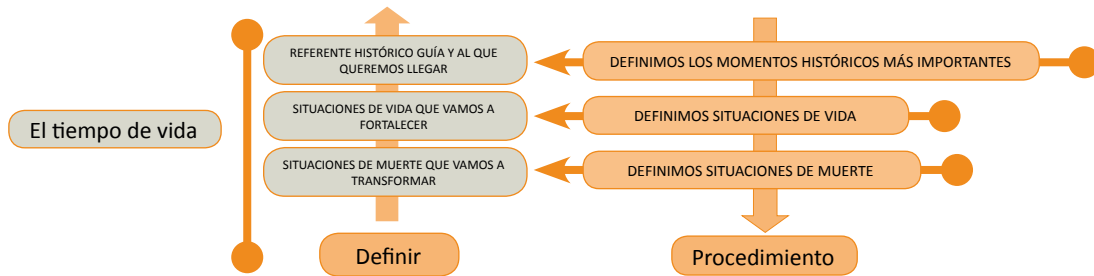 El tiempo de vida
REFERENTE HISTÓRICO GUÍA Y AL QUE
QUEREMOS LLEGAR
SITUACIONES DE VIDA QUE VAMOS A
FORTALECER
SITUACIONES DE MUERTE QUE VAMOS A
TRANSFORMAR
Definir
DEFINIMOS LOS MOMENTOS HISTÓRICOS MÁS IMPORTANTES
DEFINIMOS SITUACIONES DE VIDA
DEFINIMOS SITUACIONES DE MUERTE
Procedimiento